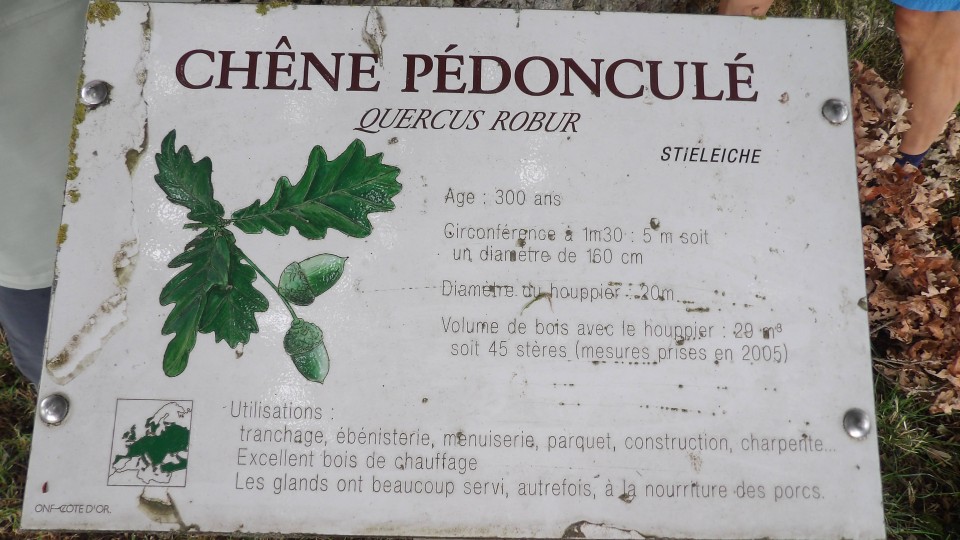 CHÊNE PÉDONCULÉ
QUERCUS ROBUR
STiELEICHE
Age : 300 ans
Circonférence à 1m30 : 5 m soit
un diamètre de 160 cm
Diamètre du houppier : 20m
Volume de bois avec le houppier : 29 m³
soit 45 stères (mesures prises en 2005)
Utilisations :
tranchage, ébénisterie, menuiserie, parquet, construction, charpente...
Excellent bois de chauffage
Les glands ont beaucoup servi, autrefois, à la nourriture des porcs.
ONF-COTE D'OR